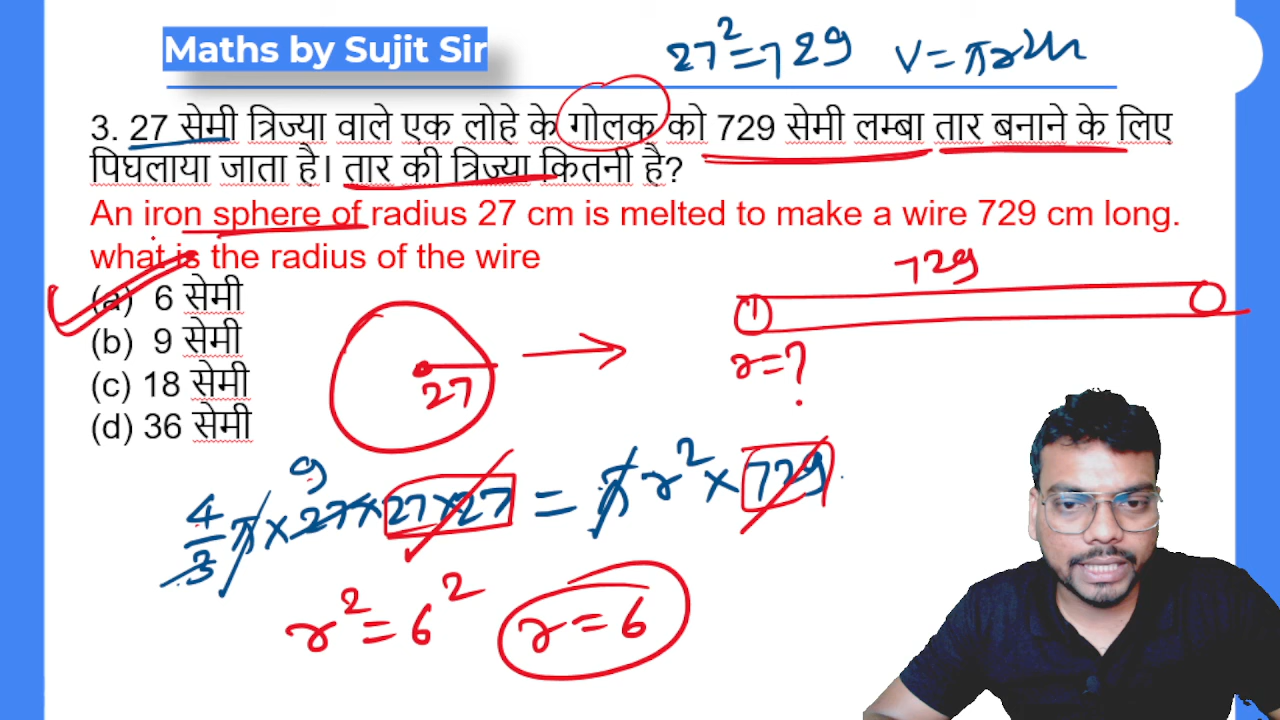 Maths by Sujit Sir
27²=729 V=πr²h
3. 27 सेमी त्रिज्या वाले एक लोहे के गोलक को 729 सेमी लम्बा तार बनाने के लिए
पिघलाया जाता है। तार की त्रिज्या कितनी है?
An iron sphere of radius 27 cm is melted to make a wire 729 cm long.
what is the radius of the wire
(a) 6 सेमी
(b) 9 सेमी
(c) 18 सेमी
(d) 36 सेमी
729
27
r=?
9
4/3 π×27×27×27 = π r²×729
r²=6² r=6